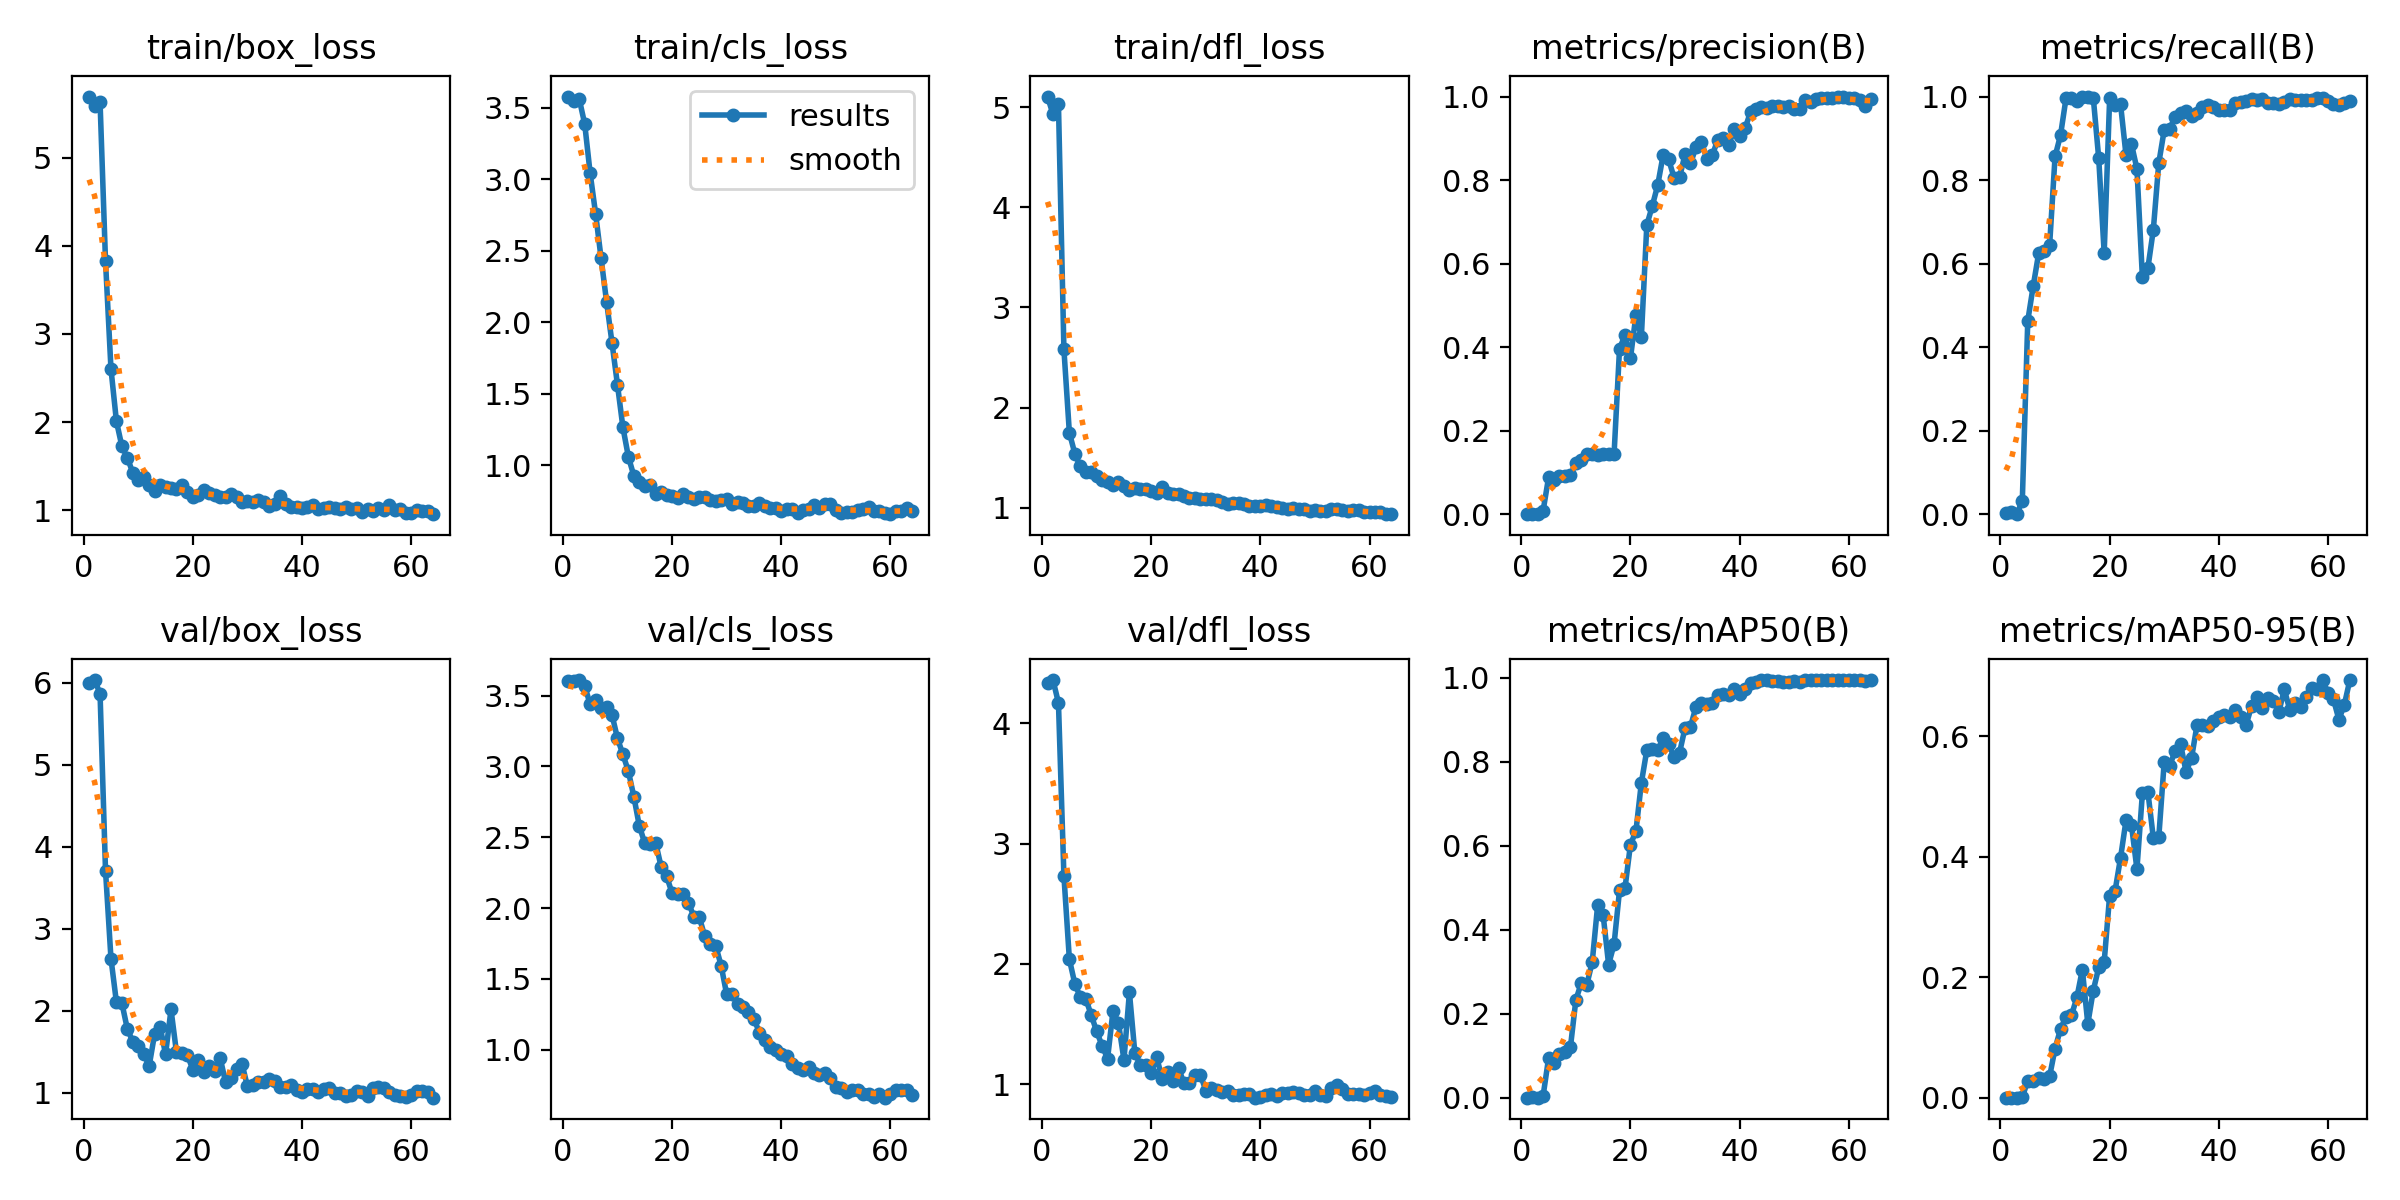 train/box_loss
train/cls_loss
train/dfl_loss
metrics/precision(B)
metrics/recall(B)
results
smooth
5
4
3
2
1
0 20 40 60
3.5
3.0
2.5
2.0
1.5
1.0
0 20 40 60
5
4
3
2
1
0 20 40 60
1.0
0.8
0.6
0.4
0.2
0.0
0 20 40 60
1.0
0.8
0.6
0.4
0.2
0.0
0 20 40 60
val/box_loss
val/cls_loss
val/dfl_loss
metrics/mAP50(B)
metrics/mAP50-95(B)
6
5
4
3
2
1
0 20 40 60
3.5
3.0
2.5
2.0
1.5
1.0
0 20 40 60
4
3
2
1
0 20 40 60
1.0
0.8
0.6
0.4
0.2
0.0
0 20 40 60
0.6
0.4
0.2
0.0
0 20 40 60